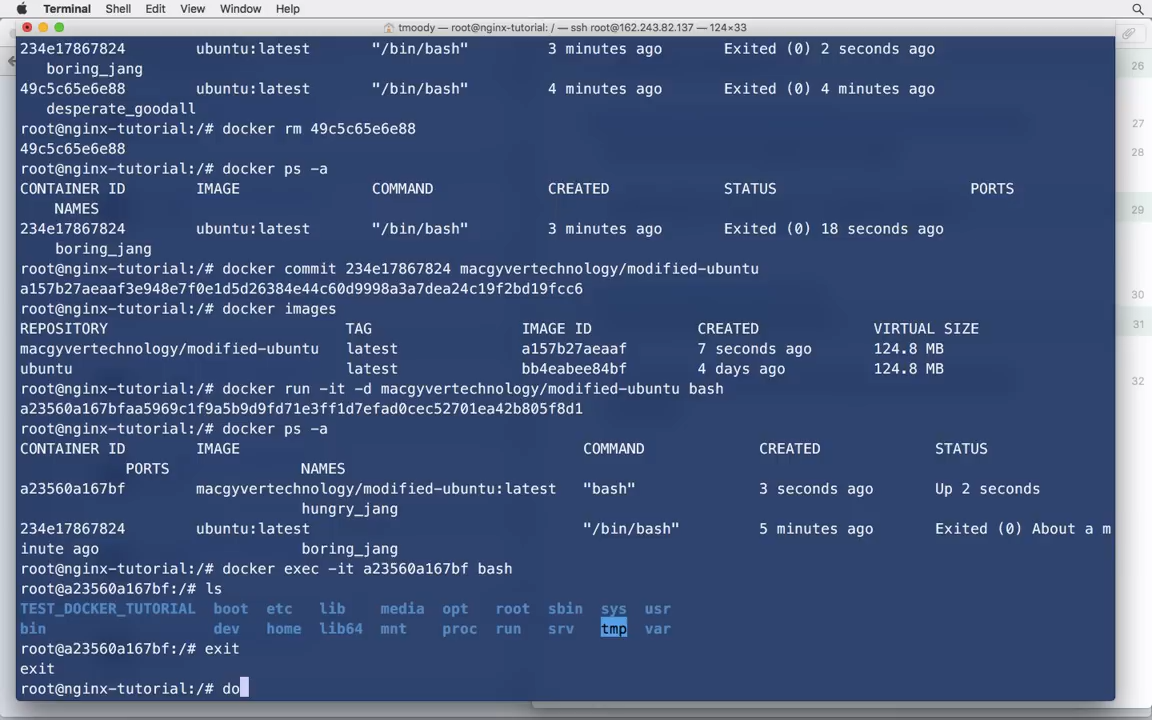 Terminal Shell Edit View Window Help
tmoody — root@nginx-tutorial: / — ssh root@162.243.82.137 — 124×33
234e17867824 ubuntu:latest "/bin/bash" 3 minutes ago Exited (0) 2 seconds ago
boring_jang
49c5c65e6e88 ubuntu:latest "/bin/bash" 4 minutes ago Exited (0) 4 minutes ago
desperate_goodall
root@nginx-tutorial:/# docker rm 49c5c65e6e88
49c5c65e6e88
root@nginx-tutorial:/# docker ps -a
CONTAINER ID IMAGE COMMAND CREATED STATUS PORTS
NAMES
234e17867824 ubuntu:latest "/bin/bash" 3 minutes ago Exited (0) 18 seconds ago
boring_jang
root@nginx-tutorial:/# docker commit 234e17867824 macgyvertechnology/modified-ubuntu
a157b27aeaaf3e948e7f0e1d5d26384e44c60d9998a3a7dea24c19f2bd19fcc6
root@nginx-tutorial:/# docker images
REPOSITORY TAG IMAGE ID CREATED VIRTUAL SIZE
macgyvertechnology/modified-ubuntu latest a157b27aeaaf 7 seconds ago 124.8 MB
ubuntu latest bb4eabee84bf 4 days ago 124.8 MB
root@nginx-tutorial:/# docker run -it -d macgyvertechnology/modified-ubuntu bash
a23560a167bfaa5969c1f9a5b9d9fd71e3ff1d7efad0cec52701ea42b805f8d1
root@nginx-tutorial:/# docker ps -a
CONTAINER ID IMAGE COMMAND CREATED STATUS
PORTS NAMES
a23560a167bf macgyvertechnology/modified-ubuntu:latest "bash" 3 seconds ago Up 2 seconds
hungry_jang
234e17867824 ubuntu:latest "/bin/bash" 5 minutes ago Exited (0) About a m
inute ago boring_jang
root@nginx-tutorial:/# docker exec -it a23560a167bf bash
root@a23560a167bf:/# ls
TEST_DOCKER_TUTORIAL boot etc lib media opt root sbin sys usr
bin dev home lib64 mnt proc run srv tmp var
root@a23560a167bf:/# exit
exit
root@nginx-tutorial:/# do
26
27
28
29
30
31
32